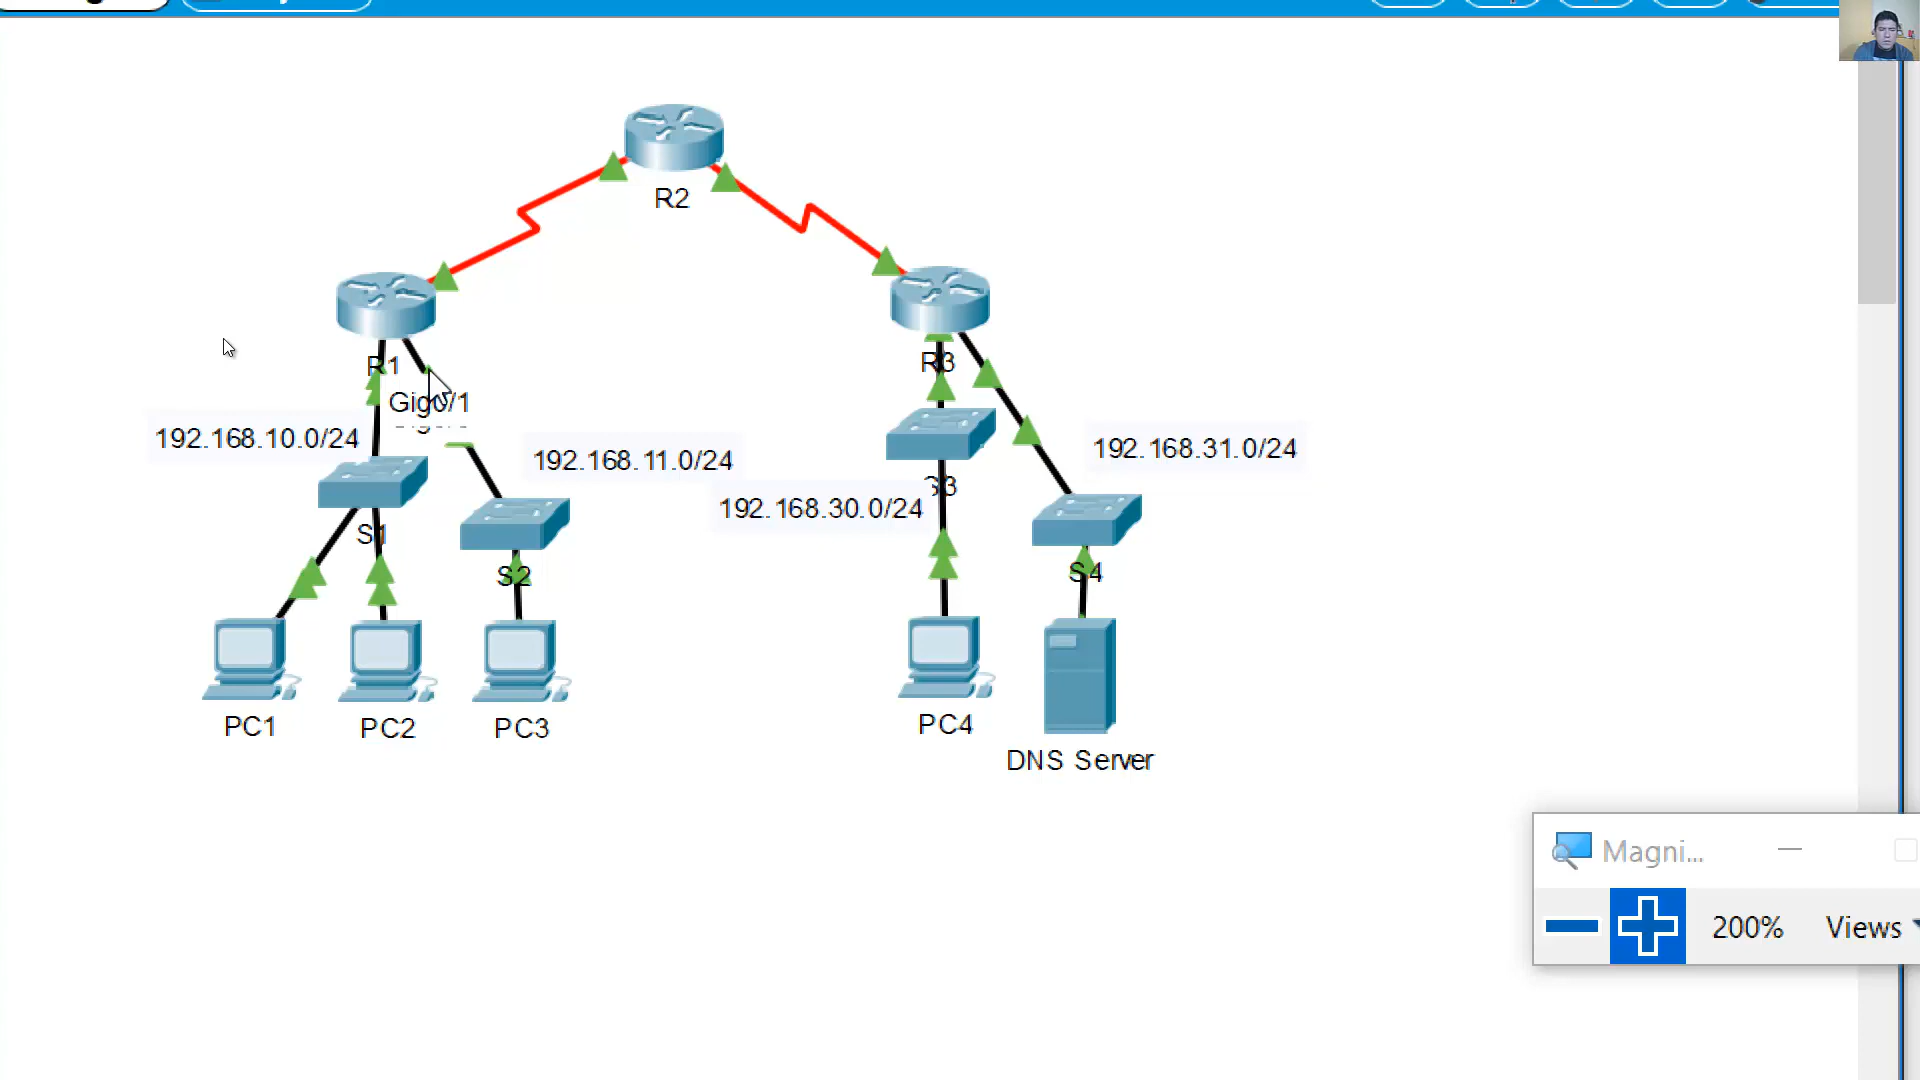 R2
R1
R3
Gig0/1
192.168.10.0/24
192.168.11.0/24
192.168.31.0/24
192.168.30.0/24
S3
S1
S2
S4
PC1
PC2
PC3
PC4
DNS Server
Magni...
200%
Views